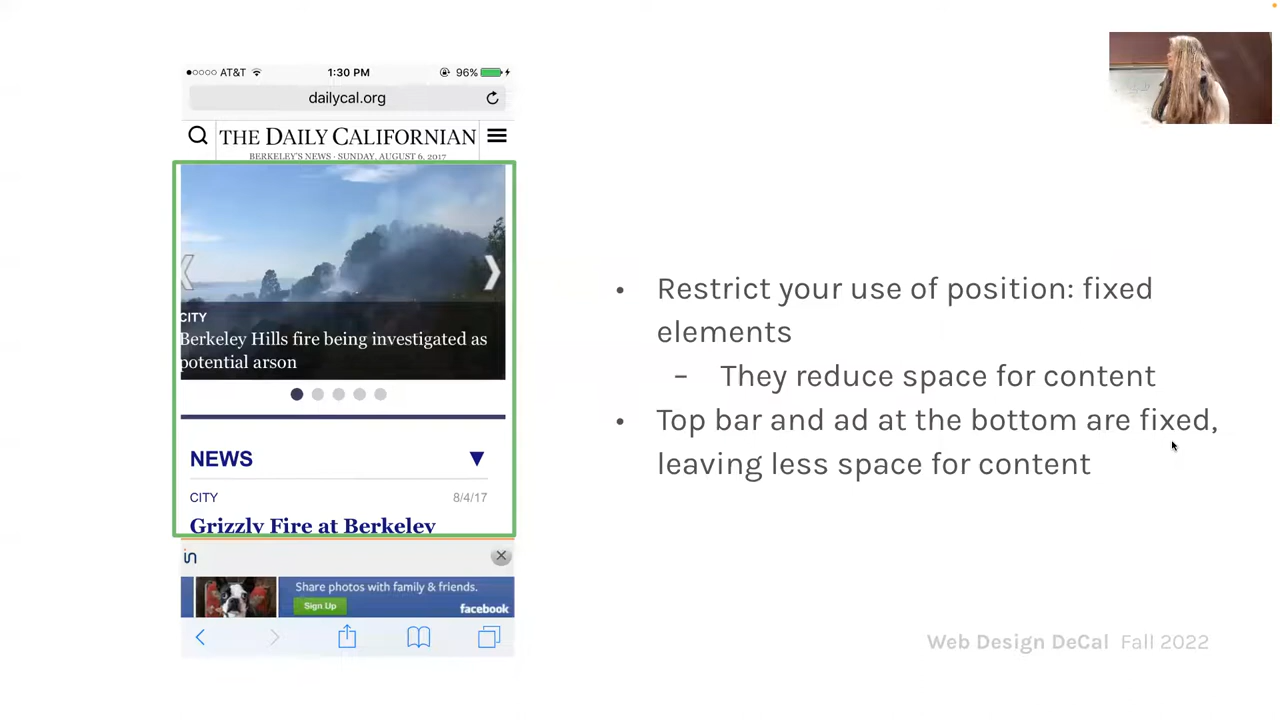 AT&T 1:30 PM 96%
dailycal.org
THE DAILY CALIFORNIAN
BERKELEY'S NEWS · SUNDAY, AUGUST 6, 2017
CITY
Berkeley Hills fire being investigated as
potential arson
NEWS
CITY 8/4/17
Grizzly Fire at Berkeley
in
Share photos with family & friends.
Sign Up
facebook
• Restrict your use of position: fixed
elements
– They reduce space for content
• Top bar and ad at the bottom are fixed,
leaving less space for content
Web Design DeCal Fall 2022